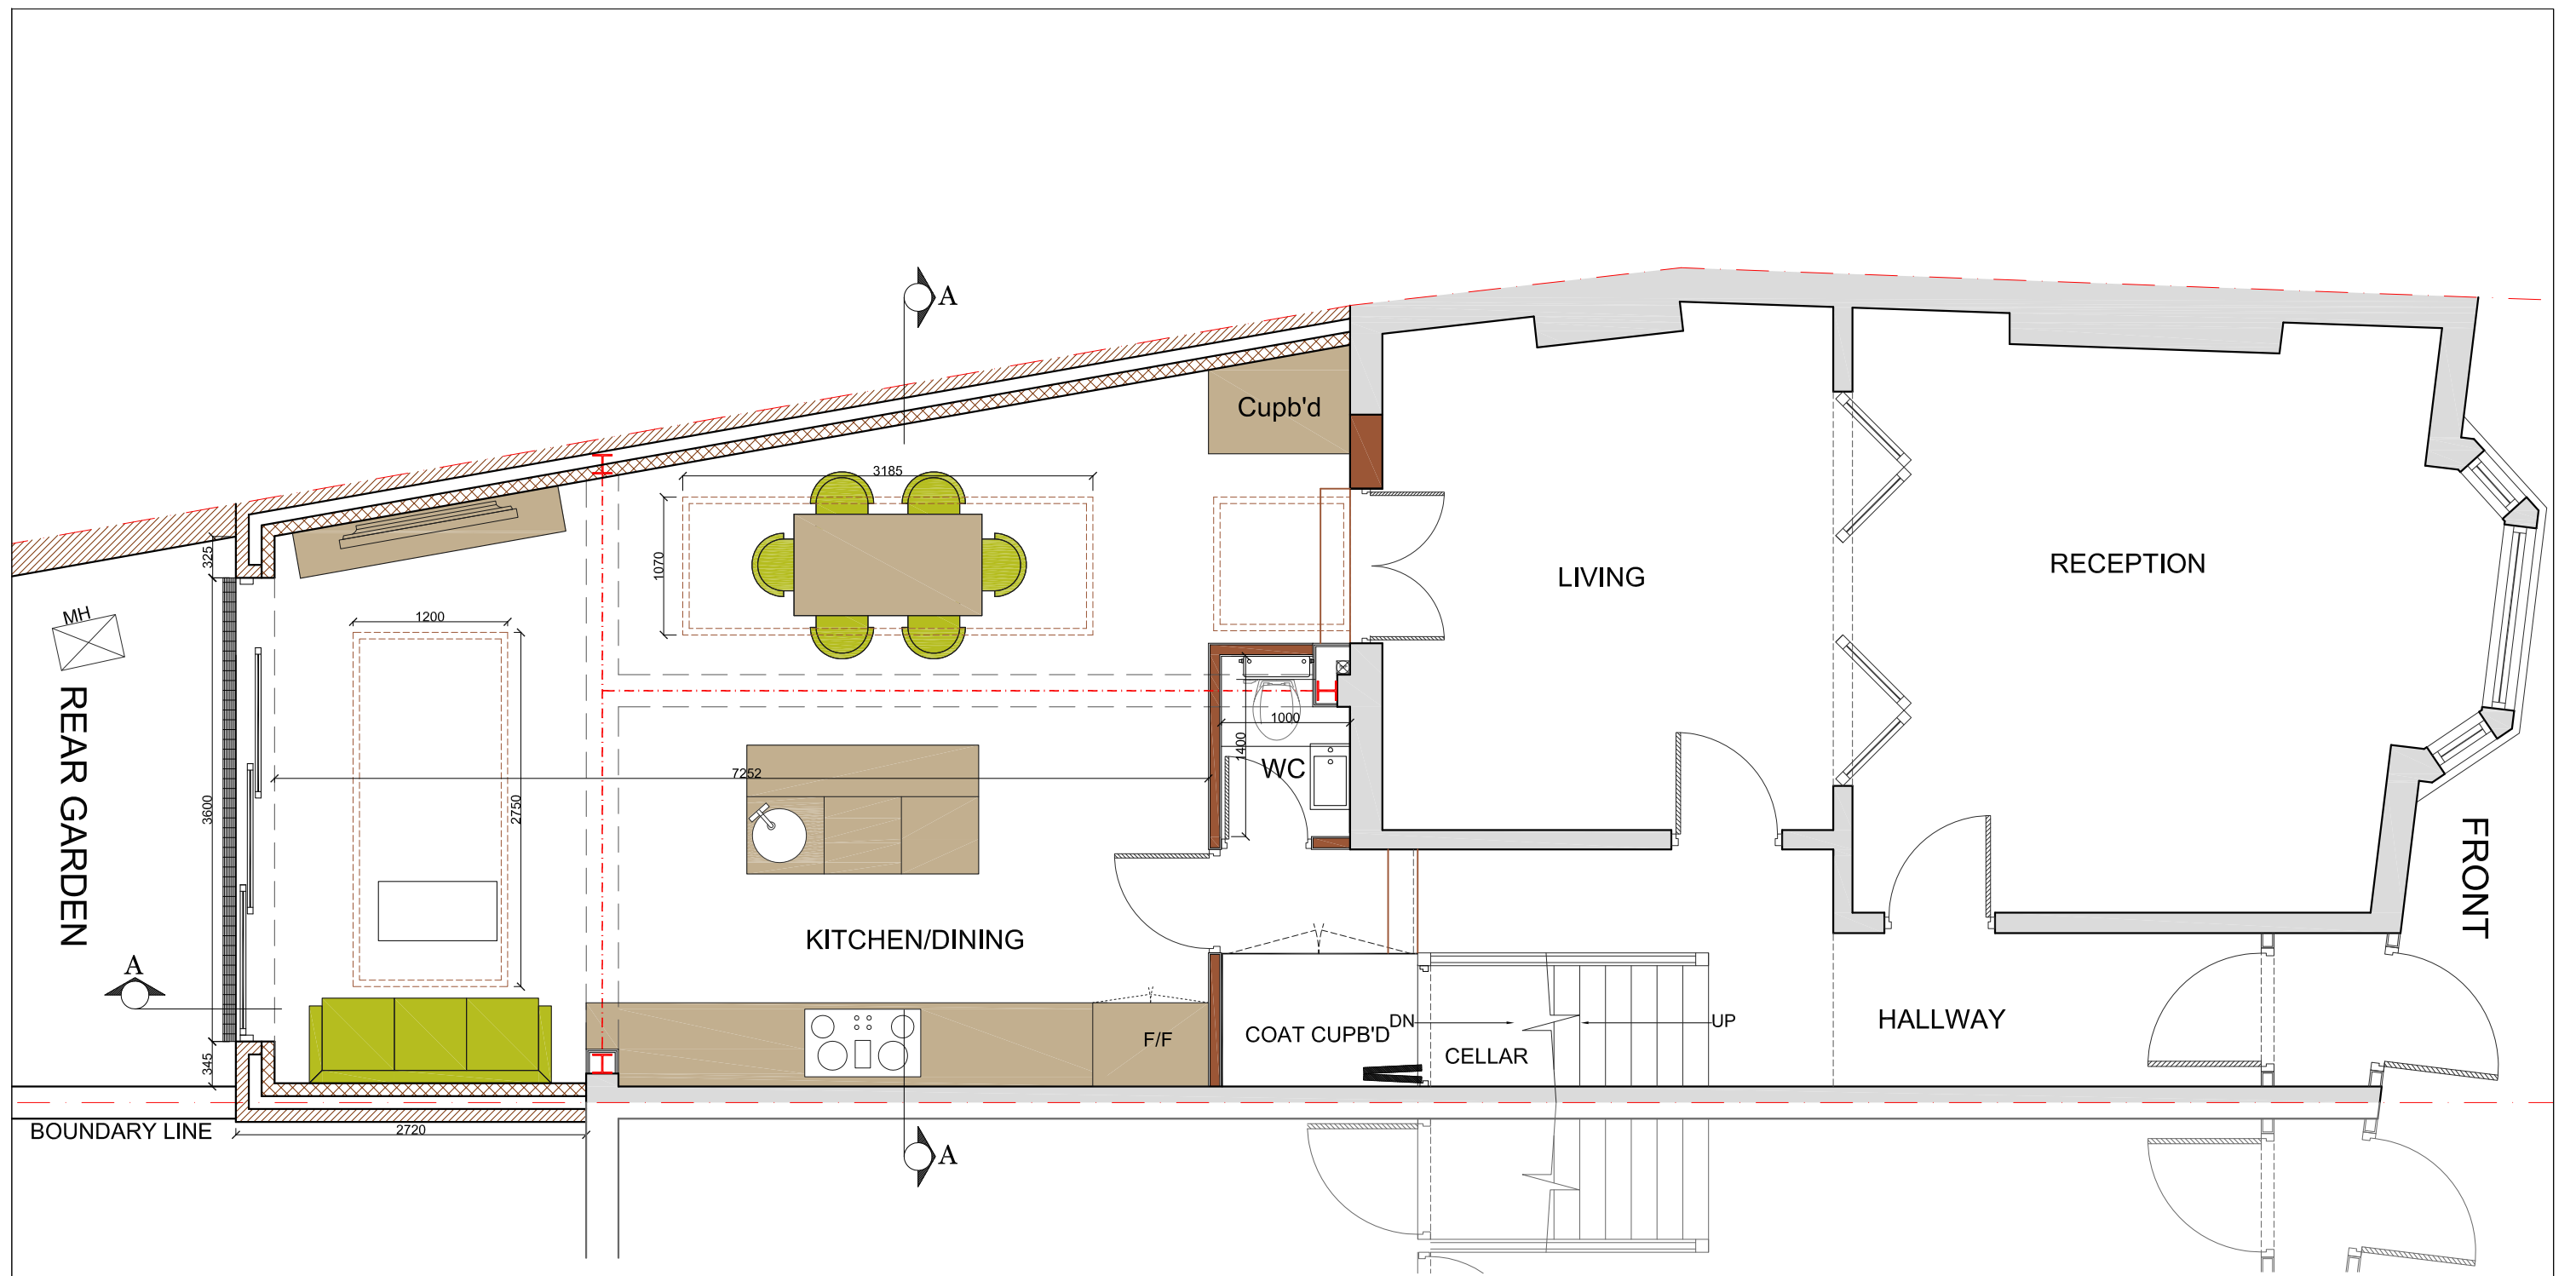 A
Cupb'd
3185
325
1070
LIVING
RECEPTION
MH
1200
REAR GARDEN
3600
2750
7252
1000
1400
WC
FRONT
KITCHEN/DINING
A
345
F/F
COAT CUPB'D
DN
CELLAR
UP
HALLWAY
BOUNDARY LINE
2720
A